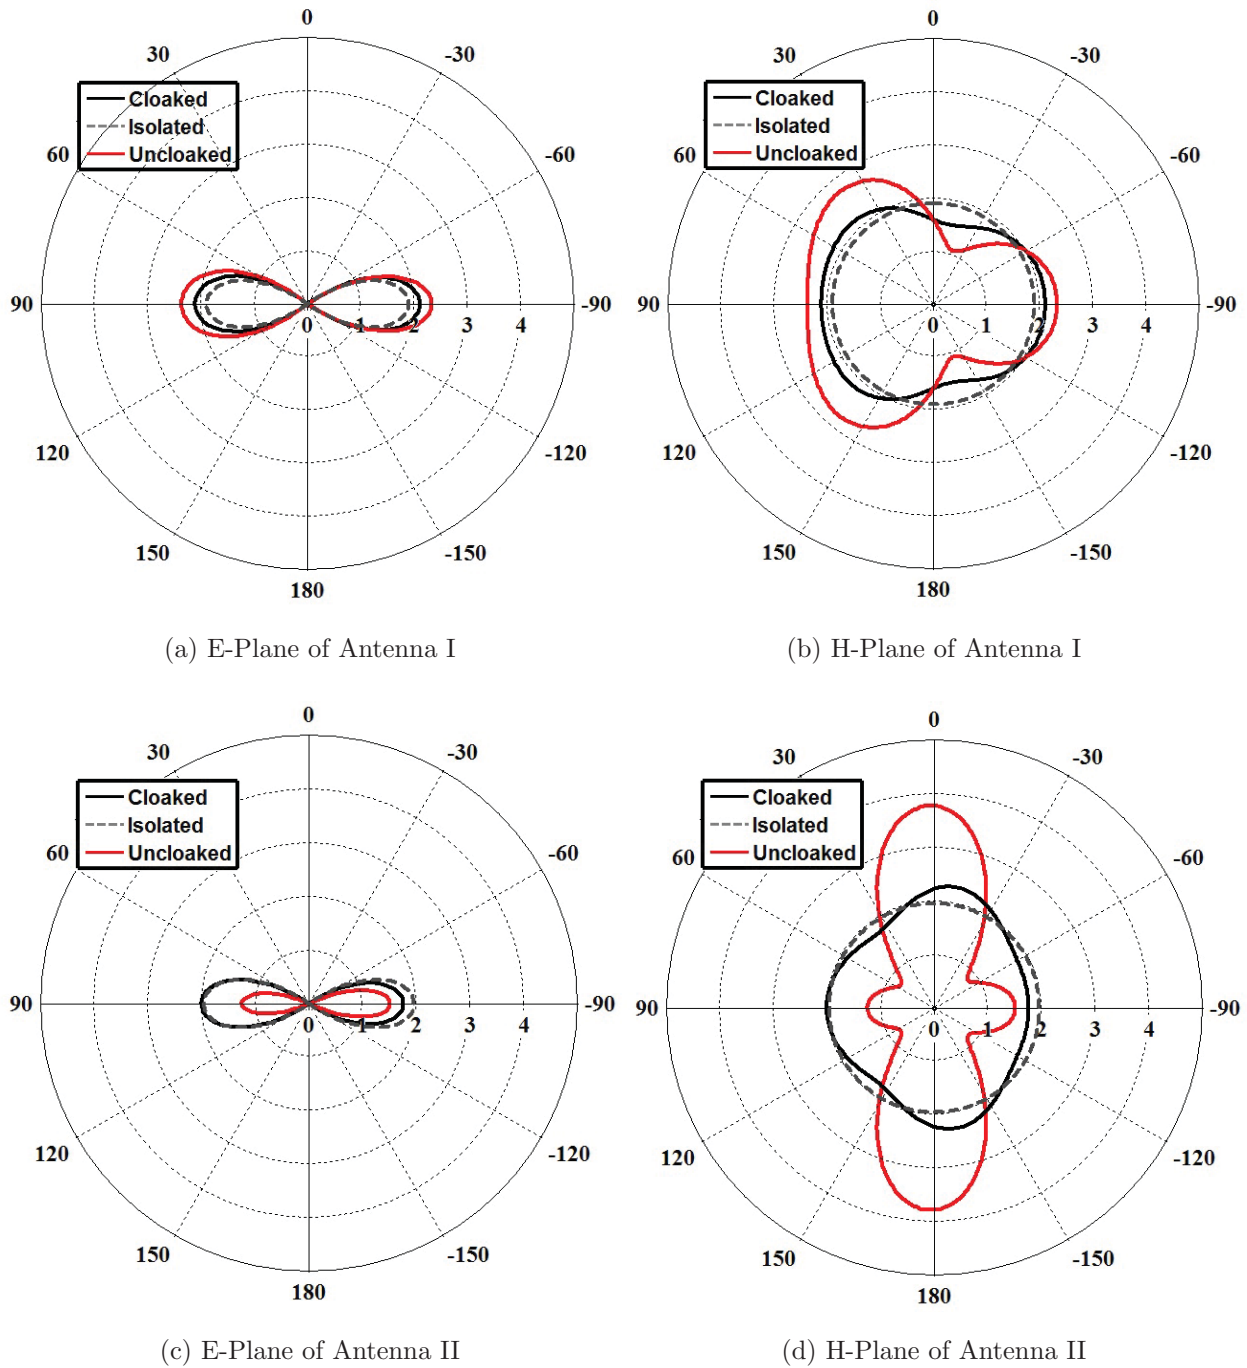 0
30 -30
Cloaked
Isolated
Uncloaked
60 -60
90 0 1 2 3 4 -90
120 -120
150 -150
180
(a) E-Plane of Antenna I
0
30 -30
Cloaked
Isolated
Uncloaked
60 -60
90 0 1 2 3 4 -90
120 -120
150 -150
180
(b) H-Plane of Antenna I
0
30 -30
Cloaked
Isolated
Uncloaked
60 -60
90 0 1 2 3 4 -90
120 -120
150 -150
180
(c) E-Plane of Antenna II
0
30 -30
Cloaked
Isolated
Uncloaked
60 -60
90 0 1 2 3 4 -90
120 -120
150 -150
180
(d) H-Plane of Antenna II